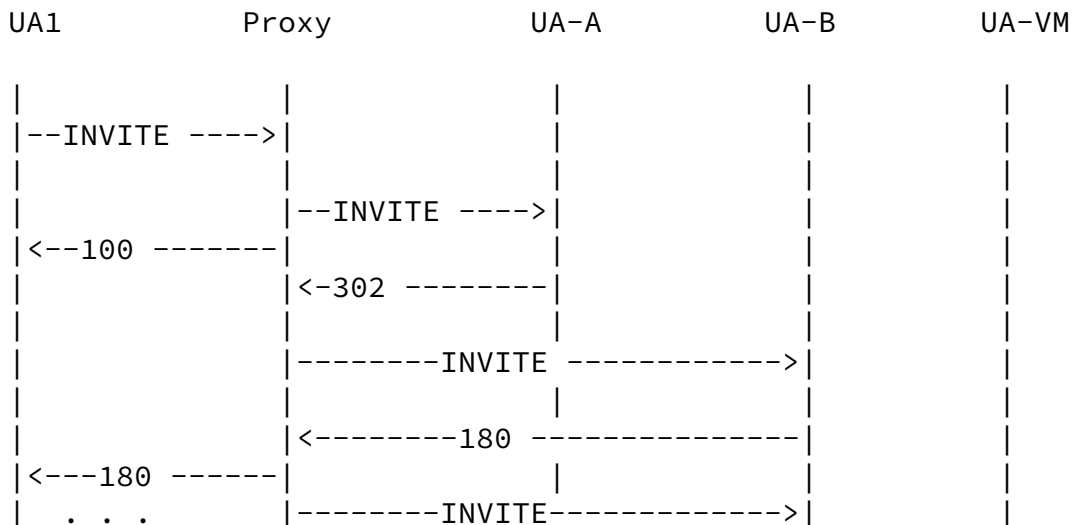 UA1 Proxy UA-A UA-B UA-VM
| | | | |
|--INVITE ---->| | | |
| | | | |
| |--INVITE ---->| | |
|<--100 -------| | | |
| |<-302 --------| | |
| | | | |
| |--------INVITE ------------>| |
| | | | |
| |<--------180 --------------| |
|<---180 ------| | | |
| . . . |--------INVITE------------->| |